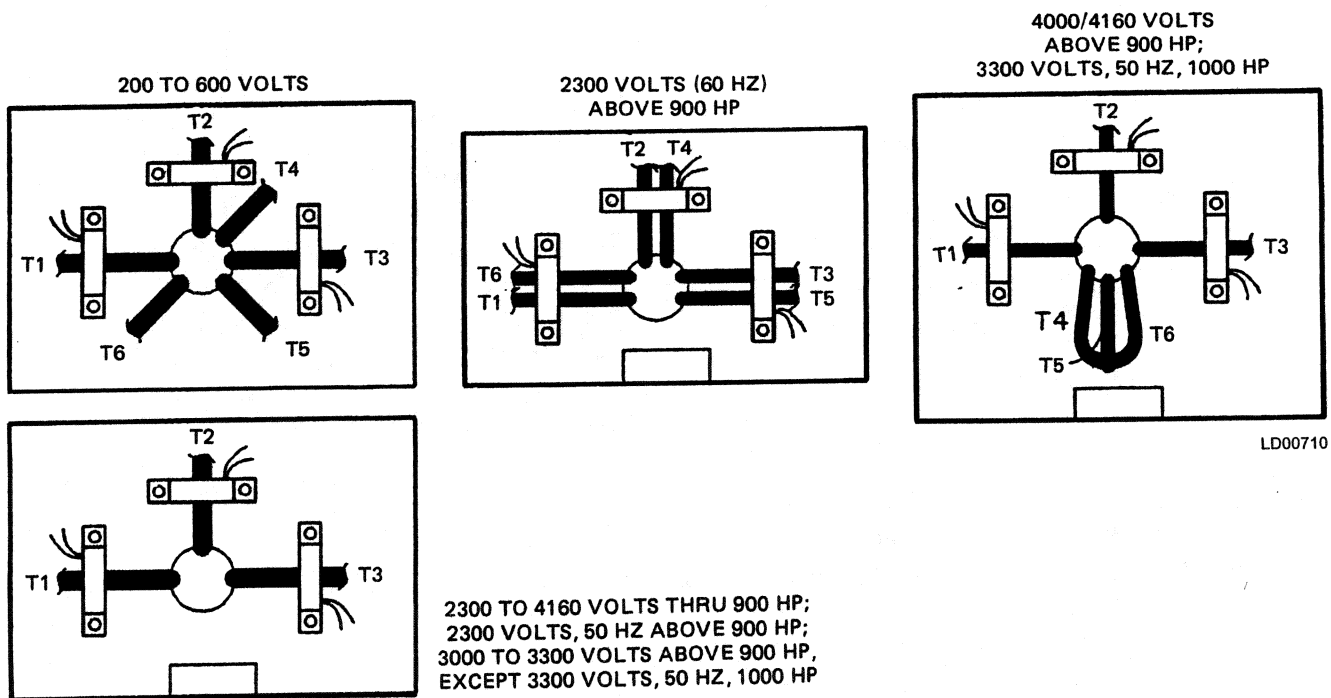 200 TO 600 VOLTS
T2
T4
T1
T3
T6
T5
2300 VOLTS (60 HZ)
ABOVE 900 HP
T2 T4
T6
T1
T3
T5
4000/4160 VOLTS
ABOVE 900 HP;
3300 VOLTS, 50 HZ, 1000 HP
T2
T1
T3
T4
T6
T5
LD00710
T2
T1
T3
2300 TO 4160 VOLTS THRU 900 HP;
2300 VOLTS, 50 HZ ABOVE 900 HP;
3000 TO 3300 VOLTS ABOVE 900 HP,
EXCEPT 3300 VOLTS, 50 HZ, 1000 HP